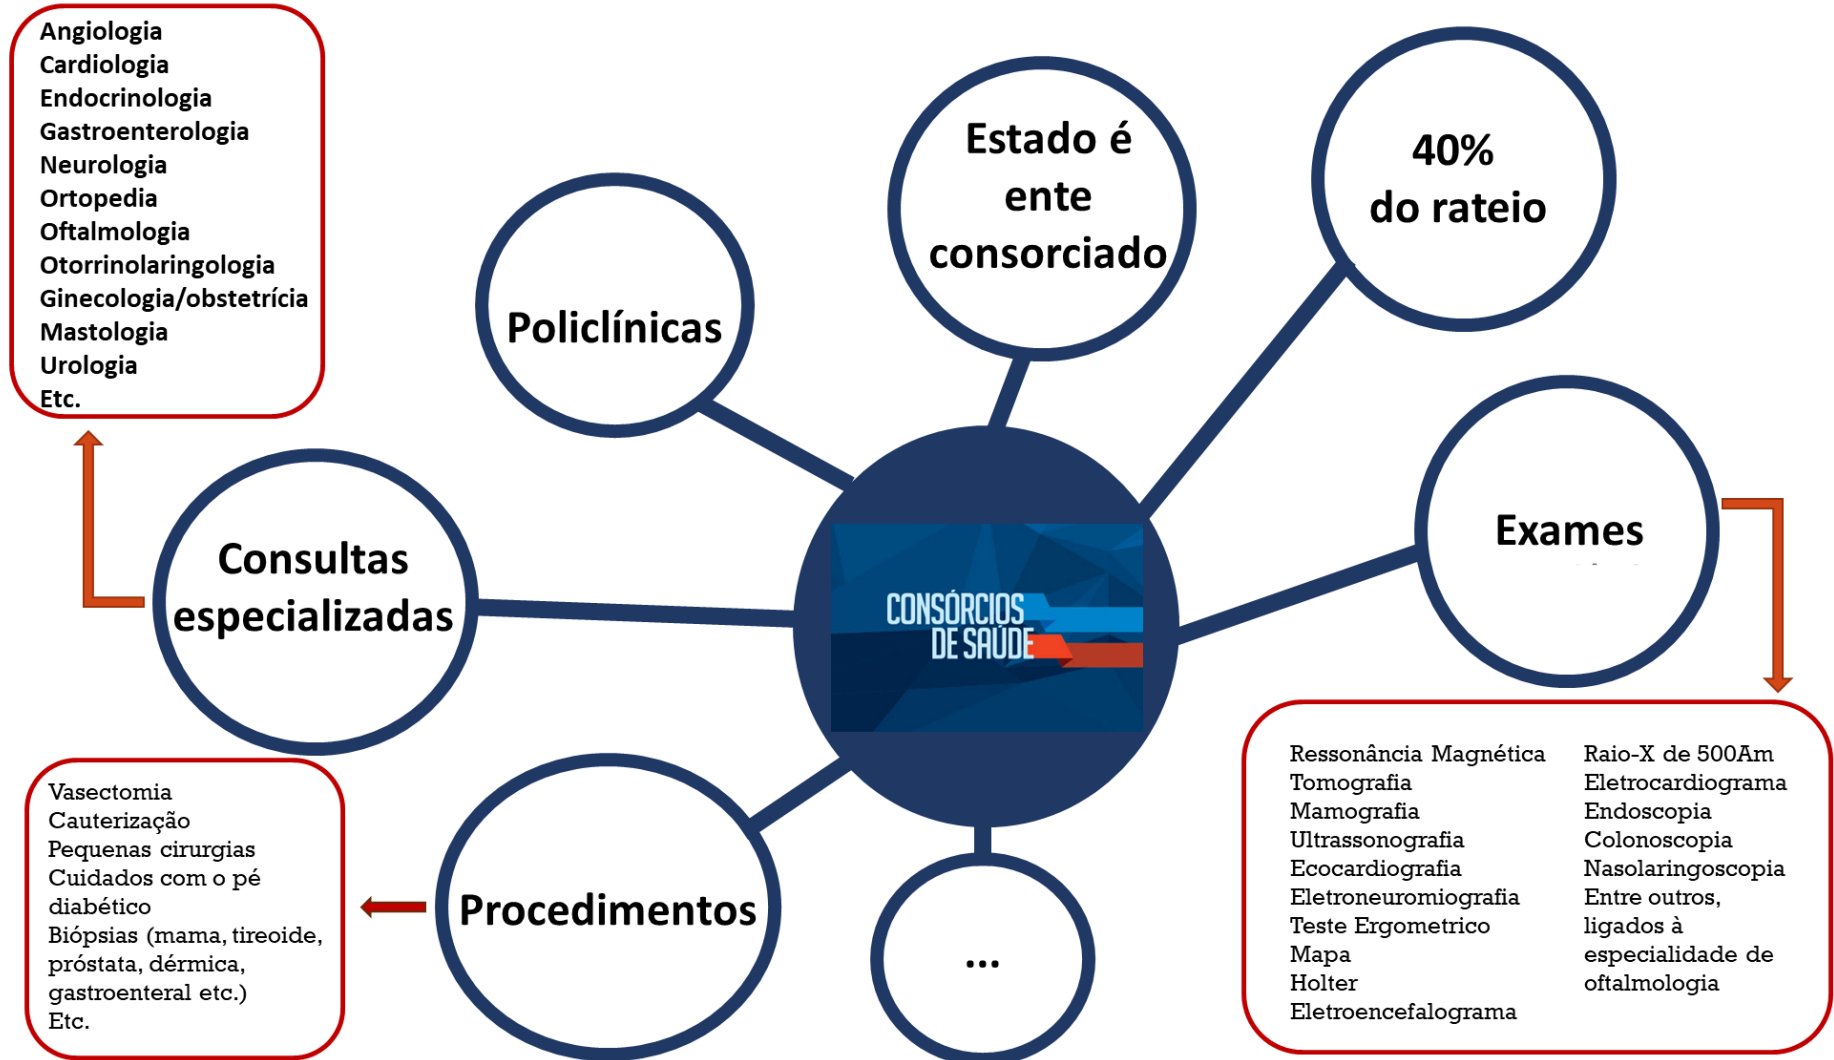 Angiologia
Cardiologia
Endocrinologia
Gastroenterologia
Neurologia
Ortopedia
Oftalmologia
Otorrinolaringologia
Ginecologia/obstetrícia
Mastologia
Urologia
Etc.
Policlínicas
Estado é
ente
consorciado
40%
do rateio
Consultas
especializadas
CONSÓRCIOS
DE SAÚDE
Exames
Vasectomia
Cauterização
Pequenas cirurgias
Cuidados com o pé
diabético
Biópsias (mama, tireoide,
próstata, dérmica,
gastroenteral etc.)
Etc.
Procedimentos
...
Ressonância Magnética
Tomografia
Mamografia
Ultrassonografia
Ecocardiografia
Eletroneuromiografia
Teste Ergometrico
Mapa
Holter
Eletroencefalograma
Raio-X de 500Am
Eletrocardiograma
Endoscopia
Colonoscopia
Nasolaringoscopia
Entre outros,
ligados à
especialidade de
oftalmologia